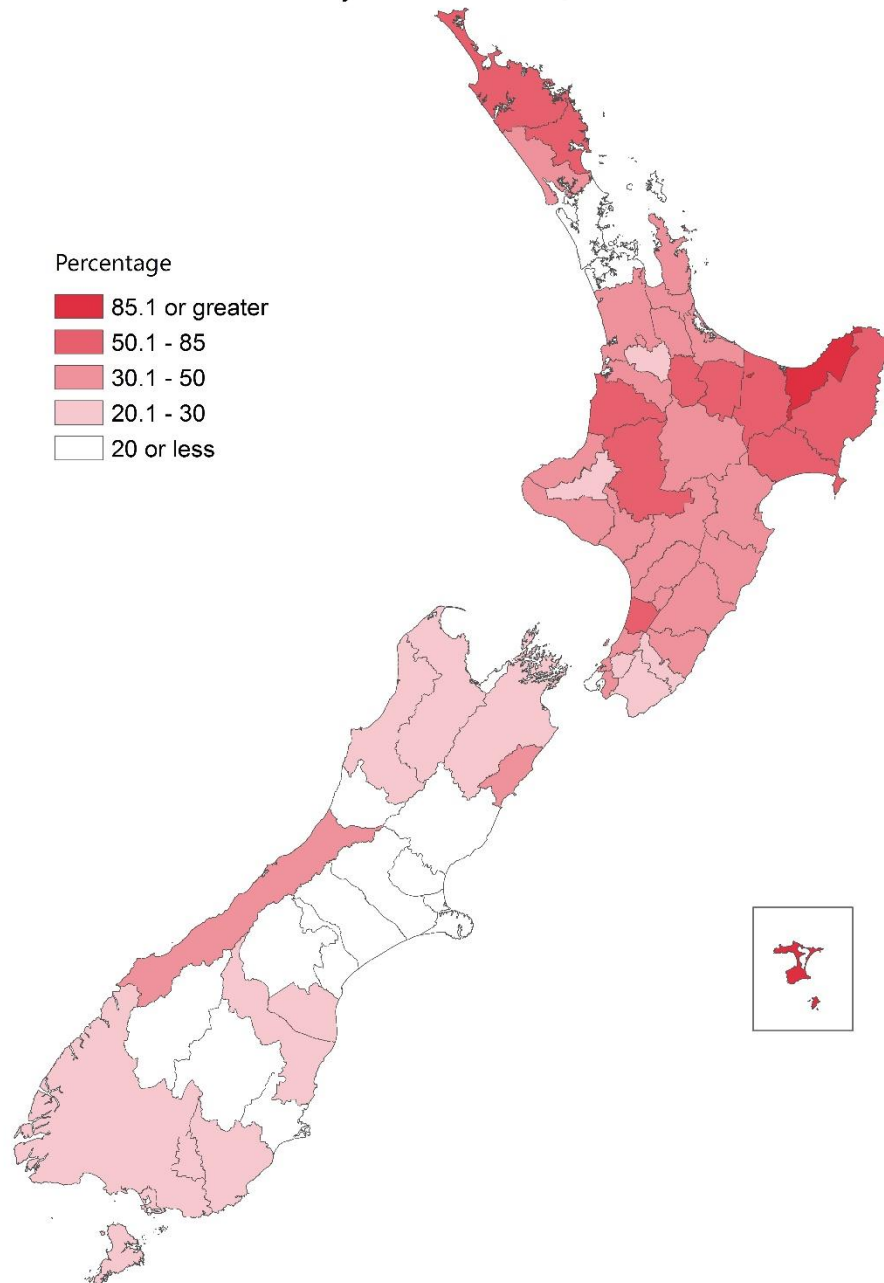 Percentage
85.1 or greater
50.1 - 85
30.1 - 50
20.1 - 30
20 or less